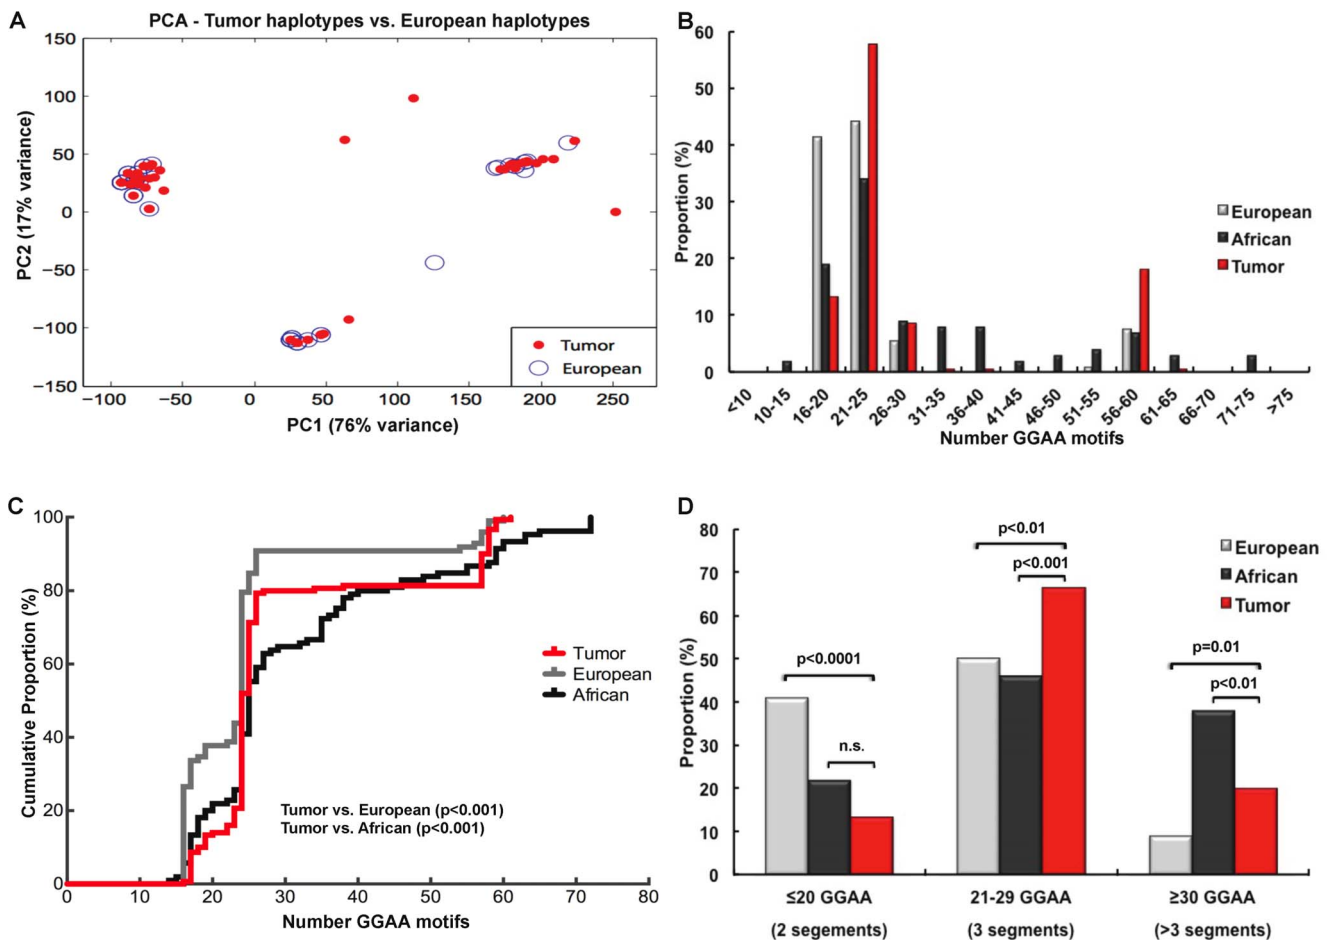 A
PCA - Tumor haplotypes vs. European haplotypes
150
100
50
0
−50
−100
−150
PC2 (17% variance)
−100
−50
0
50
100
150
200
250
PC1 (76% variance)
Tumor
European
B
60
50
40
30
20
10
0
Proportion (%)
European
African
Tumor
<10
10-15
16-20
21-25
26-30
31-35
36-40
41-45
46-50
51-55
56-60
61-65
66-70
71-75
>75
Number GGAA motifs
C
100
80
60
40
20
0
Cumulative Proportion (%)
Tumor
European
African
Tumor vs. European (p<0.001)
Tumor vs. African (p<0.001)
0
10
20
30
40
50
60
70
80
Number GGAA motifs
D
80
70
60
50
40
30
20
10
0
Proportion (%)
p<0.0001
n.s.
p<0.01
p<0.001
p=0.01
p<0.01
European
African
Tumor
≤20 GGAA
21-29 GGAA
≥30 GGAA
(2 segements)
(3 segments)
(>3 segments)